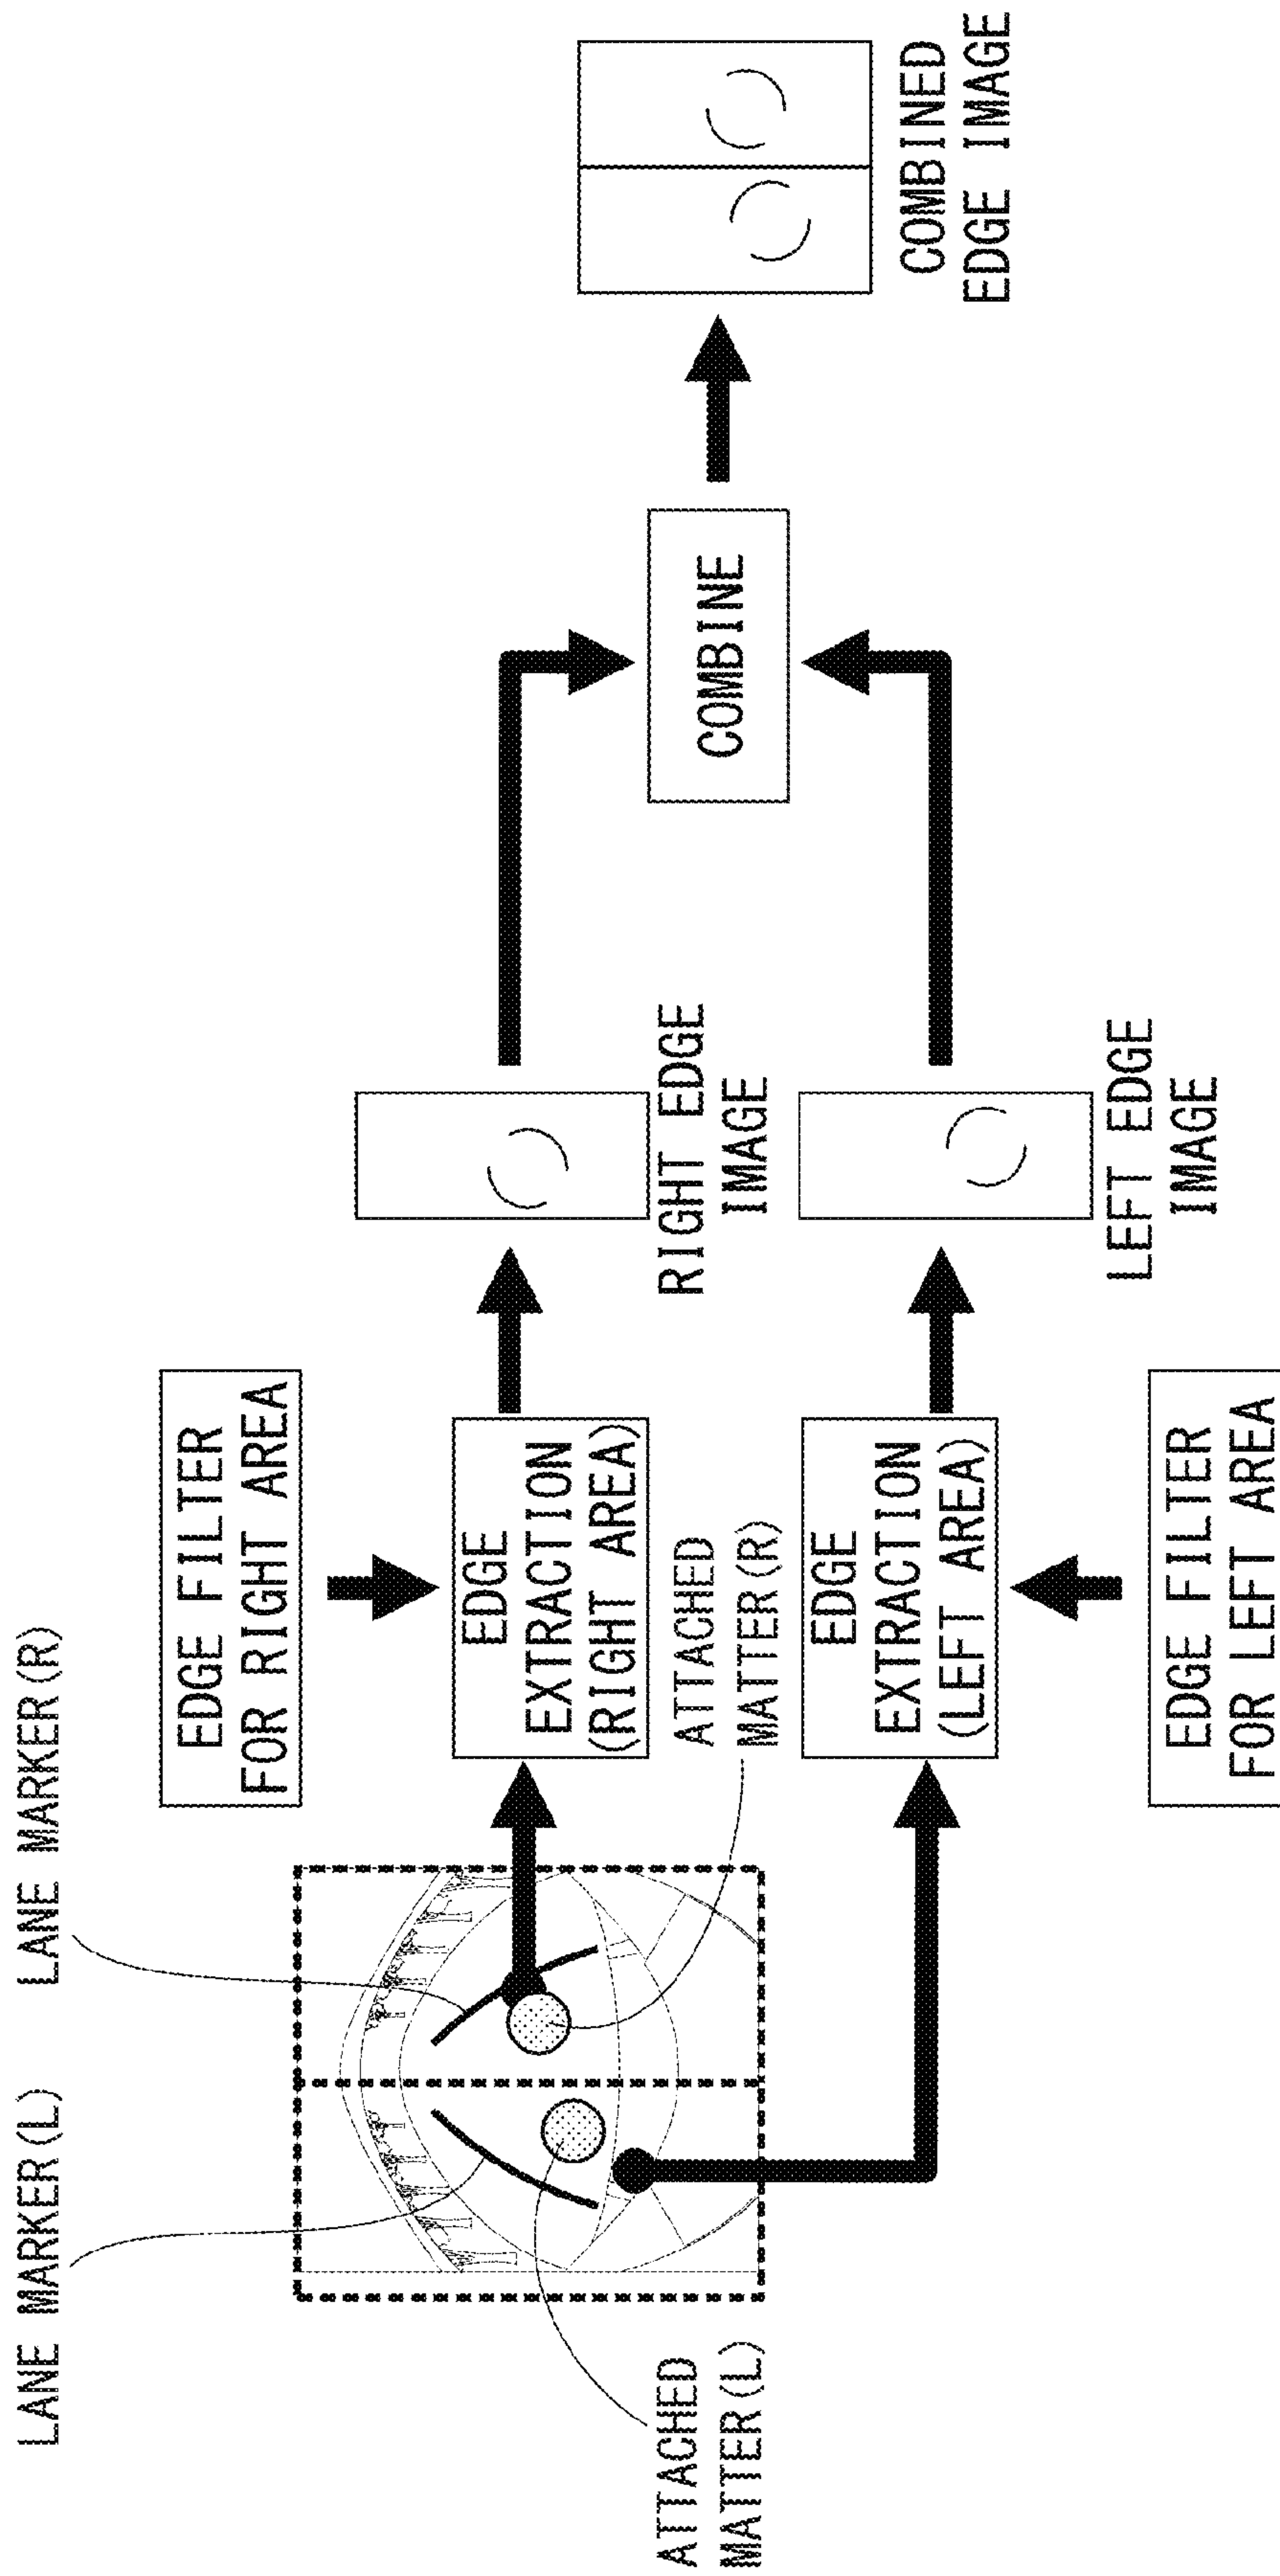 LANE MARKER(L)
LANE MARKER(R)
ATTACHED
MATTER(L)
ATTACHED
MATTER(R)
EDGE FILTER
FOR RIGHT AREA
EDGE
EXTRACTION
(RIGHT AREA)
EDGE
EXTRACTION
(LEFT AREA)
EDGE FILTER
FOR LEFT AREA
RIGHT EDGE
IMAGE
LEFT EDGE
IMAGE
COMBINE
COMBINED
EDGE IMAGE